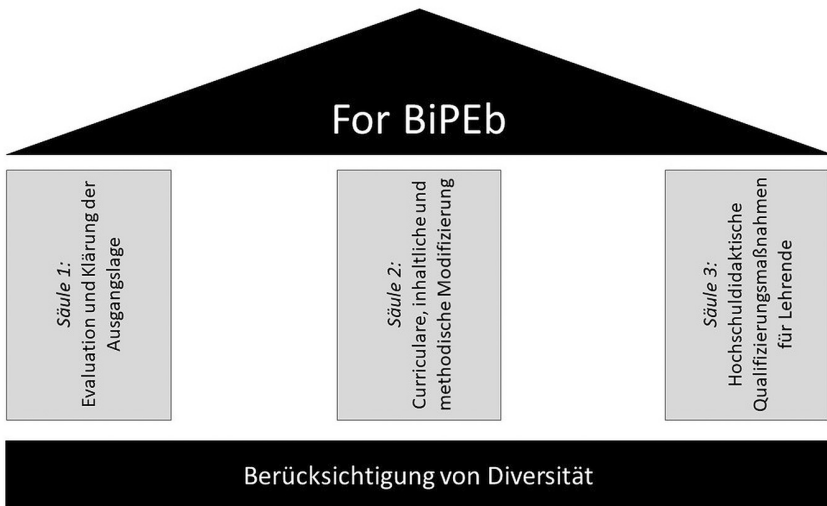 For BiPEb
Säule 1:
Evaluation und Klärung der
Ausgangslage
Säule 2:
Curriculare, inhaltliche und
methodische Modifizierung
Säule 3:
Hochschuldidaktische
Qualifizierungsmaßnahmen
für Lehrende
Berücksichtigung von Diversität